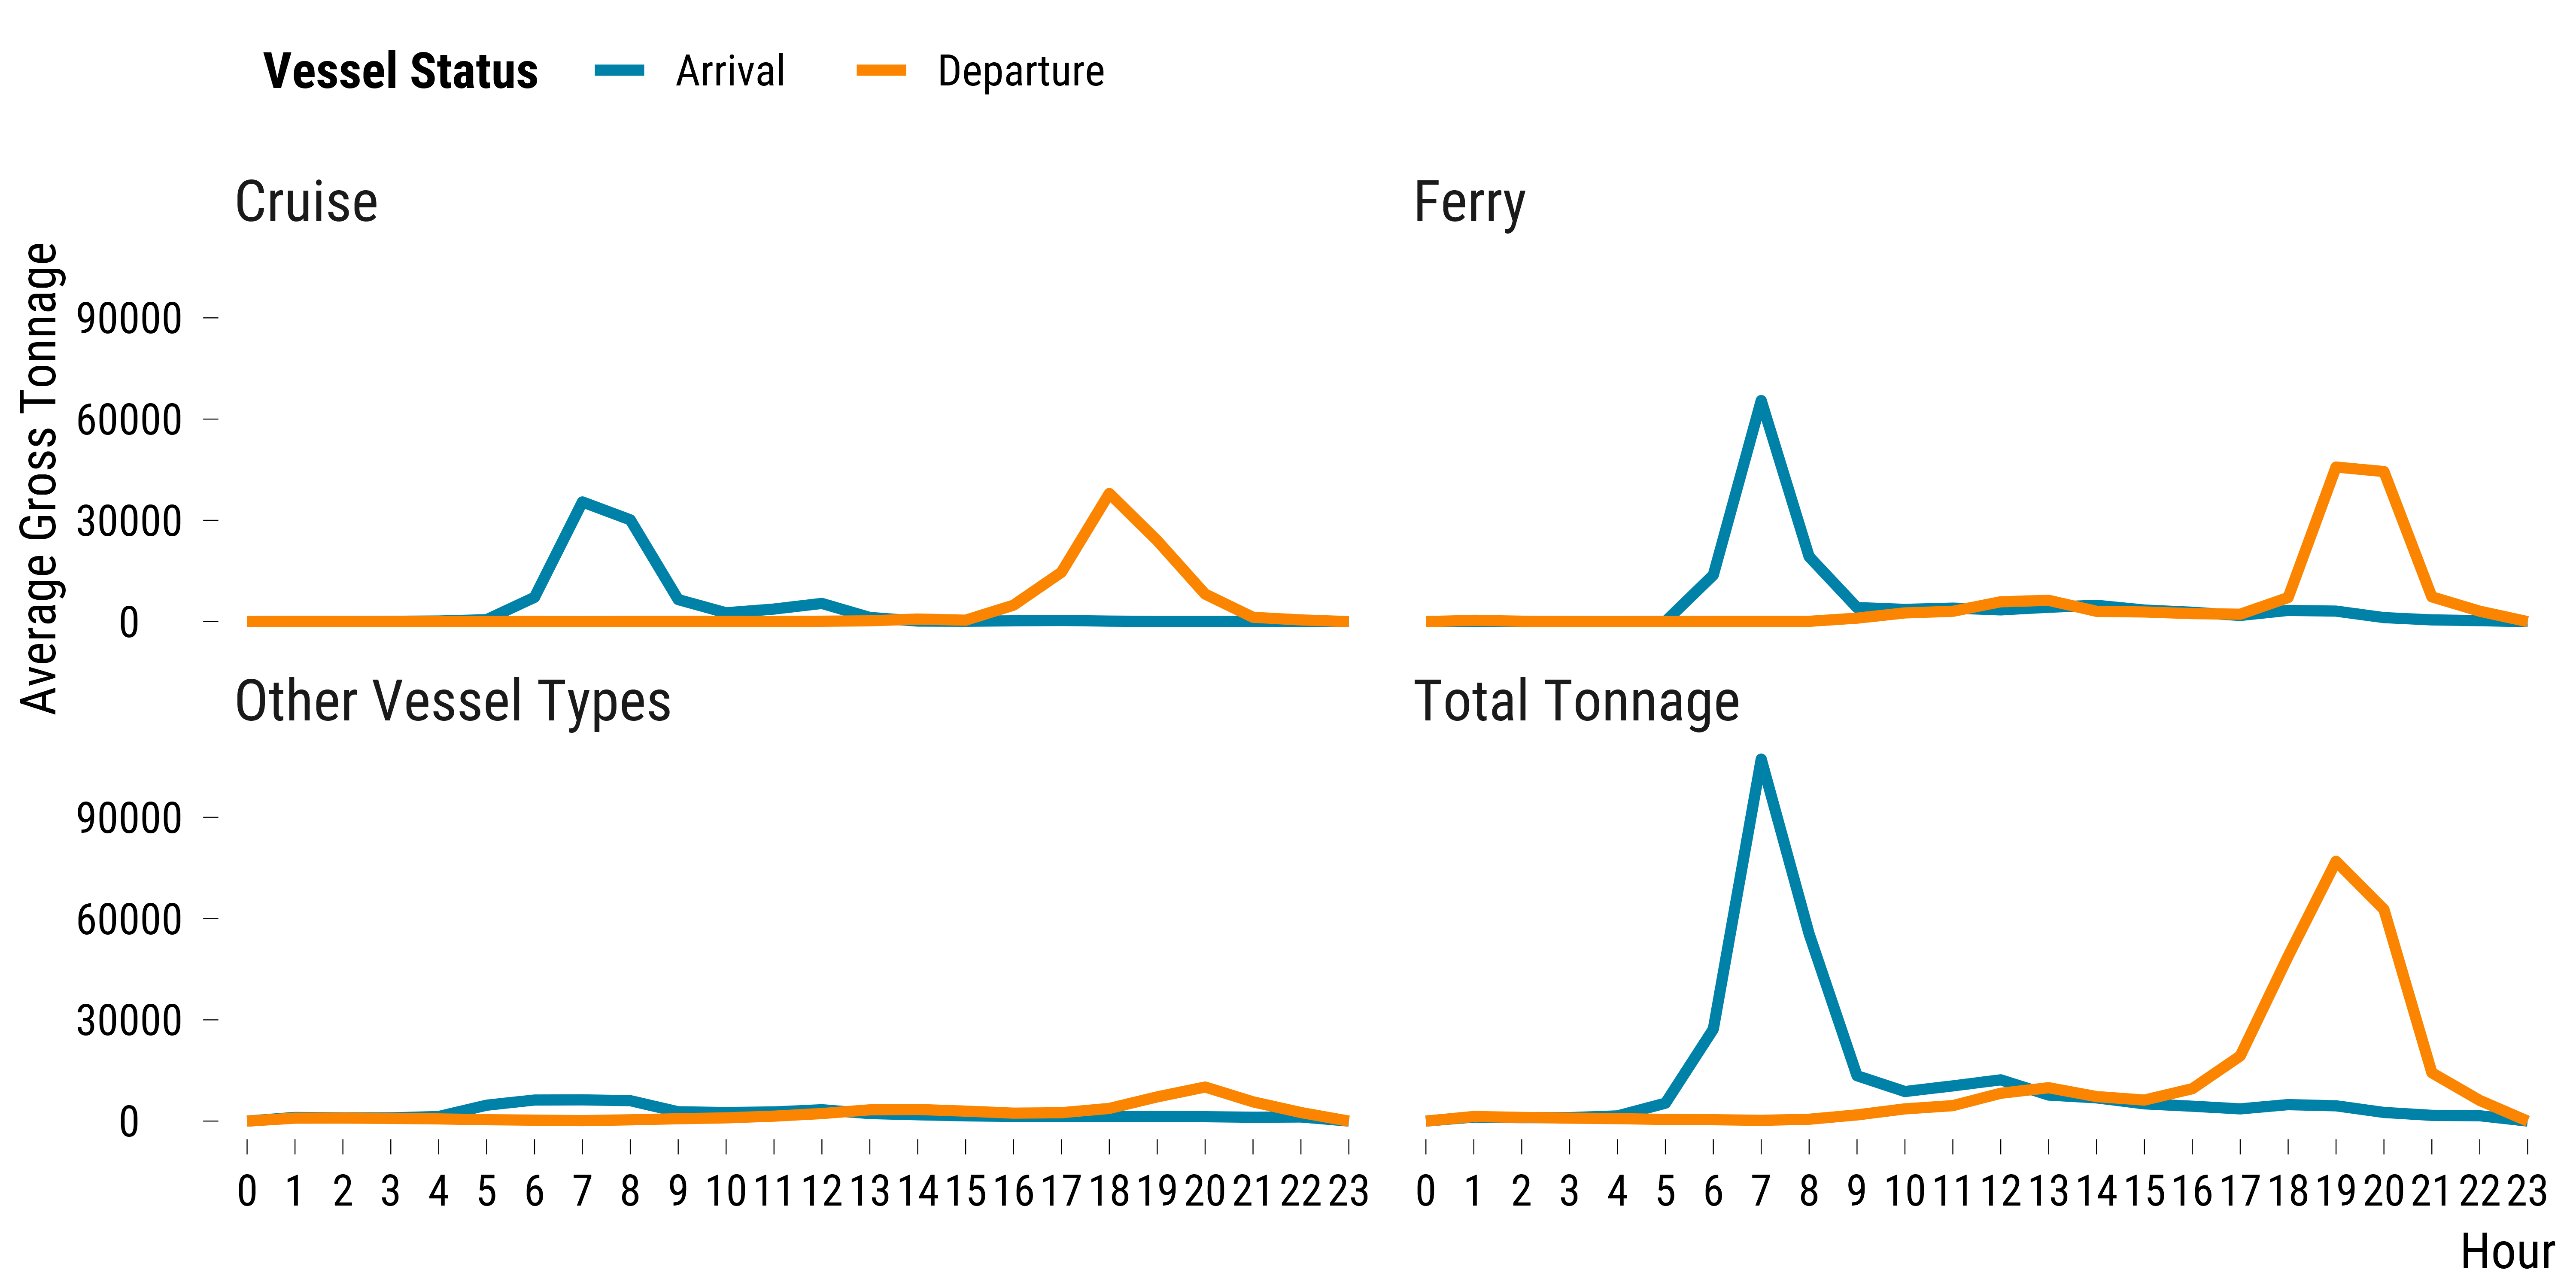 Vessel Status Arrival Departure
Cruise Ferry
Average Gross Tonnage
90000
60000
30000
0
Other Vessel Types Total Tonnage
90000
60000
30000
0
0 1 2 3 4 5 6 7 8 9 10 11 12 13 14 15 16 17 18 19 20 21 22 23 0 1 2 3 4 5 6 7 8 9 10 11 12 13 14 15 16 17 18 19 20 21 22 23
Hour